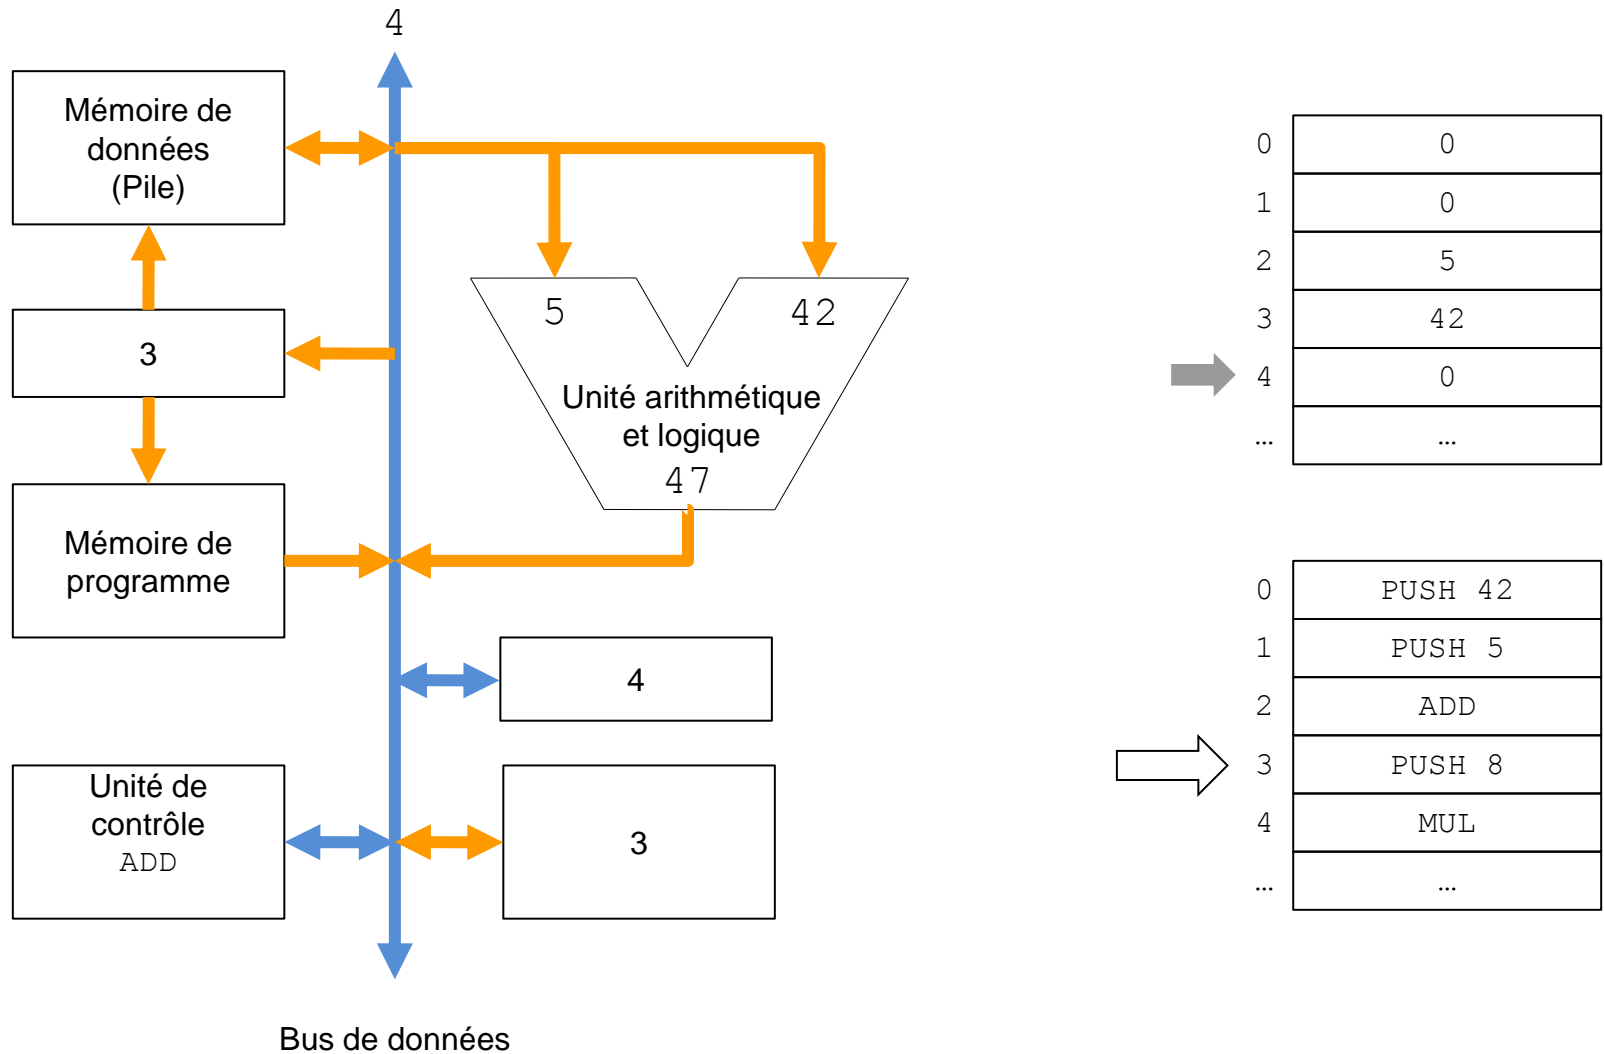 4
Mémoire de
données
(Pile)
3
Mémoire de
programme
5
42
Unité arithmétique
et logique
47
4
Unité de
contrôle
ADD
3
Bus de données
0 0
1 0
2 5
3 42
4 0
… …
0 PUSH 42
1 PUSH 5
2 ADD
3 PUSH 8
4 MUL
… …